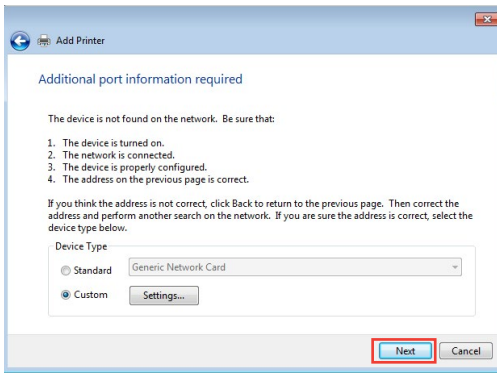 Add Printer
Additional port information required
The device is not found on the network.  Be sure that:
1.  The device is turned on.
2.  The network is connected.
3.  The device is properly configured.
4.  The address on the previous page is correct.
If you think the address is not correct, click Back to return to the previous page.  Then correct the
address and perform another search on the network.  If you are sure the address is correct, select the
device type below.
Device Type
Standard
Generic Network Card
Custom
Settings...
Next
Cancel